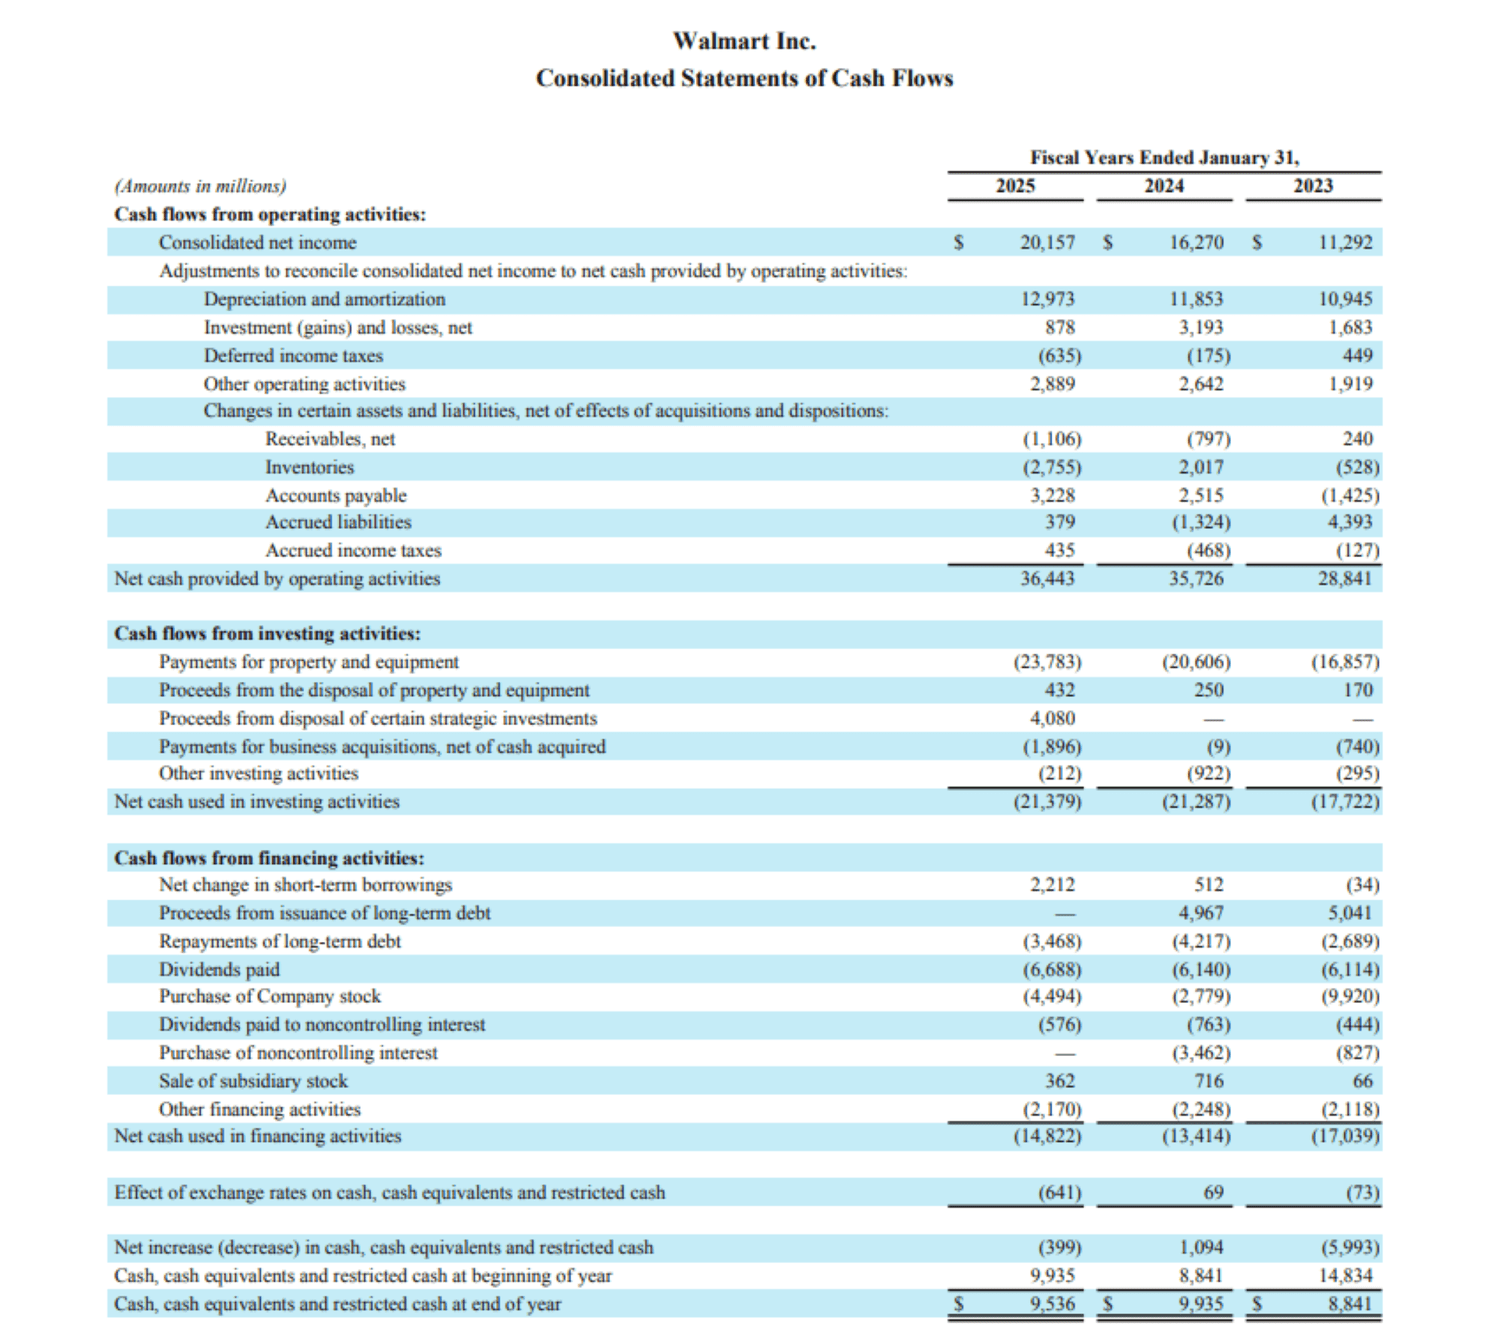 Walmart Inc.
Consolidated Statements of Cash Flows
Fiscal Years Ended January 31,
(Amounts in millions) 2025 2024 2023
Cash flows from operating activities:
Consolidated net income $ 20,157 $ 16,270 $ 11,292
Adjustments to reconcile consolidated net income to net cash provided by operating activities:
Depreciation and amortization 12,973 11,853 10,945
Investment (gains) and losses, net 878 3,193 1,683
Deferred income taxes (635) (175) 449
Other operating activities 2,889 2,642 1,919
Changes in certain assets and liabilities, net of effects of acquisitions and dispositions:
Receivables, net (1,106) (797) 240
Inventories (2,755) 2,017 (528)
Accounts payable 3,228 2,515 (1,425)
Accrued liabilities 379 (1,324) 4,393
Accrued income taxes 435 (468) (127)
Net cash provided by operating activities 36,443 35,726 28,841
Cash flows from investing activities:
Payments for property and equipment (23,783) (20,606) (16,857)
Proceeds from the disposal of property and equipment 432 250 170
Proceeds from disposal of certain strategic investments 4,080 — —
Payments for business acquisitions, net of cash acquired (1,896) (9) (740)
Other investing activities (212) (922) (295)
Net cash used in investing activities (21,379) (21,287) (17,722)
Cash flows from financing activities:
Net change in short-term borrowings 2,212 512 (34)
Proceeds from issuance of long-term debt — 4,967 5,041
Repayments of long-term debt (3,468) (4,217) (2,689)
Dividends paid (6,688) (6,140) (6,114)
Purchase of Company stock (4,494) (2,779) (9,920)
Dividends paid to noncontrolling interest (576) (763) (444)
Purchase of noncontrolling interest — (3,462) (827)
Sale of subsidiary stock 362 716 66
Other financing activities (2,170) (2,248) (2,118)
Net cash used in financing activities (14,822) (13,414) (17,039)
Effect of exchange rates on cash, cash equivalents and restricted cash (641) 69 (73)
Net increase (decrease) in cash, cash equivalents and restricted cash (399) 1,094 (5,993)
Cash, cash equivalents and restricted cash at beginning of year 9,935 8,841 14,834
Cash, cash equivalents and restricted cash at end of year $ 9,536 $ 9,935 $ 8,841